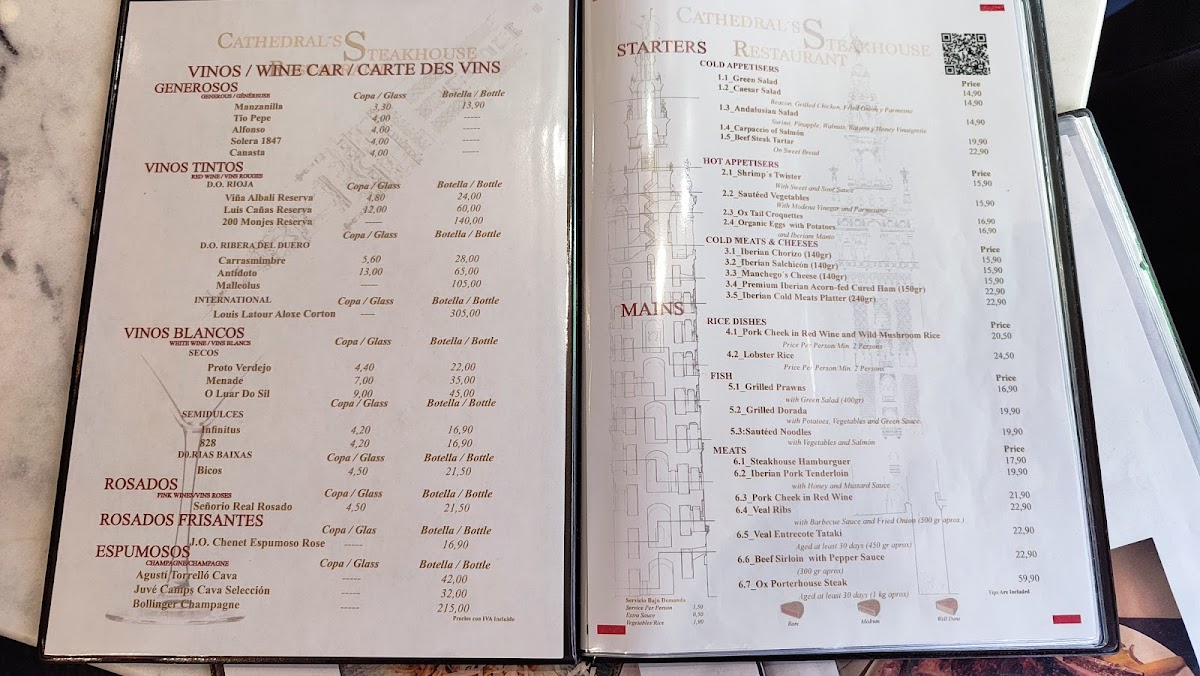 CATHEDRAL´S STEAKHOUSE
VINOS / WINE CAR / CARTE DES VINS
GENEROSOS
GENEROUS / GÉNÉREUSE
Copa / Glass Botella / Bottle
Manzanilla 3,30 13,90
Tio Pepe 4,00 -----
Alfonso 4,00 -----
Solera 1847 4,00 -----
Canasta 4,00 -----
VINOS TINTOS
RED WINE / VINS ROUGES
D.O. RIOJA Copa / Glass Botella / Bottle
Viña Albali Reserva 4,80 24,00
Luis Cañas Reserva 12,00 60,00
200 Monjes Reserva 140,00
Copa / Glass Botella / Bottle
D.O. RIBERA DEL DUERO
Carrasmimbre 5,60 28,00
Antídoto 13,00 65,00
Malleolus ----- 105,00
INTERNATIONAL Copa / Glass Botella / Bottle
Louis Latour Aloxe Corton ---- 305,00
VINOS BLANCOS
WHITE WINE / VINS BLANCS
Copa / Glass Botella / Bottle
SECOS
Proto Verdejo 4,40 22,00
Menade 7,00 35,00
O Luar Do Sil 9,00 45,00
Copa / Glass Botella / Bottle
SEMIDULCES
Infinitus 4,20 16,90
828 4,20 16,90
D0.RIAS BAIXAS Copa / Glass Botella / Bottle
Bicos 4,50 21,50
ROSADOS
PINK WINES/VINS ROSES
Copa / Glass Botella / Bottle
Señorio Real Rosado 4,50 21,50
ROSADOS FRISANTES
Copa / Glas Botella / Bottle
J.O. Chenet Espumoso Rose ----- 16,90
ESPUMOSOS
CHAMPAGNE/CHAMPAGNE
Copa / Glass Botella / Bottle
Agustí Torrelló Cava ----- 42,00
Juvé Camps Cava Selección ----- 32,00
Bollinger Champagne ----- 215,00
Precios con IVA Incluido
CATHEDRAL´S STEAKHOUSE
RESTAURANT
STARTERS
COLD APPETISERS
Price
1.1_Green Salad 14,90
1.2_Caesar Salad 14,90
Beacon, Grilled Chicken, Fried Onion y Parmesano
1.3_Andalusian Salad 14,90
Surimi, Pineapple, Walnuts, Raisins y Honey Vinaigrette
1.4_Carpaccio of Salmón 19,90
1.5_Beef Steak Tartar 22,90
On Sweet Bread
HOT APPETISERS
Price
2.1_Shrimp´s Twister 15,90
With Sweet and Sour Sauce
2.2_Sautéed Vegetables 15,90
With Modena Vinegar and Parmesano
2.3_Ox Tail Croquettes 16,90
2.4_Organic Eggs with Potatoes 16,90
and Iberiam Manto
COLD MEATS & CHEESES
Price
3.1_Iberian Chorizo (140gr) 15,90
3.2_Iberian Salchicón (140gr) 15,90
3.3_Manchego´s Cheese (140gr) 15,90
3.4_Premium Iberian Acorn-fed Cured Ham (150gr) 22,90
3.5_Iberian Cold Meats Platter (240gr) 22,90
MAINS
RICE DISHES
Price
4.1_Pork Cheek in Red Wine and Wild Mushroom Rice 20,50
Price Per Person/Min. 2 Persons
4.2_Lobster Rice 24,50
Price Per Person/Min. 2 Persons
FISH
Price
5.1_Grilled Prawns 16,90
with Green Salad (400gr)
5.2_Grilled Dorada 19,90
with Potatoes, Vegetables and Green Sauce
5.3:Sautéed Noodles 19,90
with Vegetables and Salmón
MEATS
Price
6.1_Steakhouse Hamburguer 17,90
6.2_Iberian Pork Tenderloin 19,90
with Honey and Mustard Sauce
6.3_Pork Cheek in Red Wine 21,90
6.4_Veal Ribs 22,90
with Barbecue Sauce and Fried Onion (500 gr aprox.)
6.5_Veal Entrecote Tataki 22,90
Aged at least 30 days (450 gr aprox)
6.6_Beef Sirloin with Pepper Sauce 22,90
(300 gr aprox)
6.7_Ox Porterhouse Steak 59,90
Aged at least 30 days (1 kg aprox)
Tips Are Included
Servicio Bajo Demanda
Service Per Person 1,50
Extra Sauce 0,50
Vegetables Rice 1,90
Rare Medium Well Done